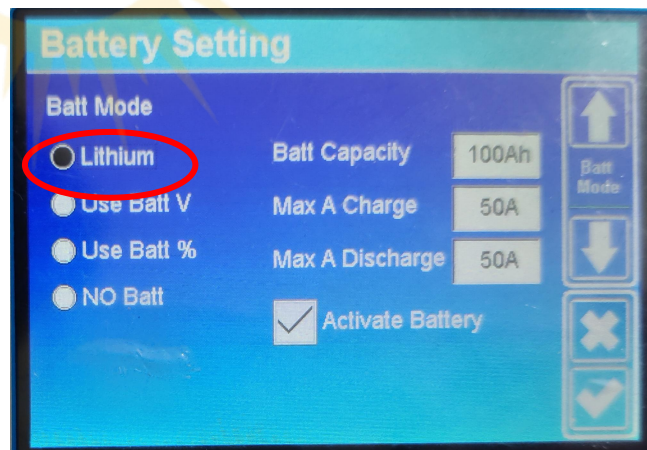 Battery Setting
Batt Mode
Lithium
Use Batt V
Use Batt %
NO Batt
Batt Capacity 100Ah
Max A Charge 50A
Max A Discharge 50A
Activate Battery
Batt
Mode